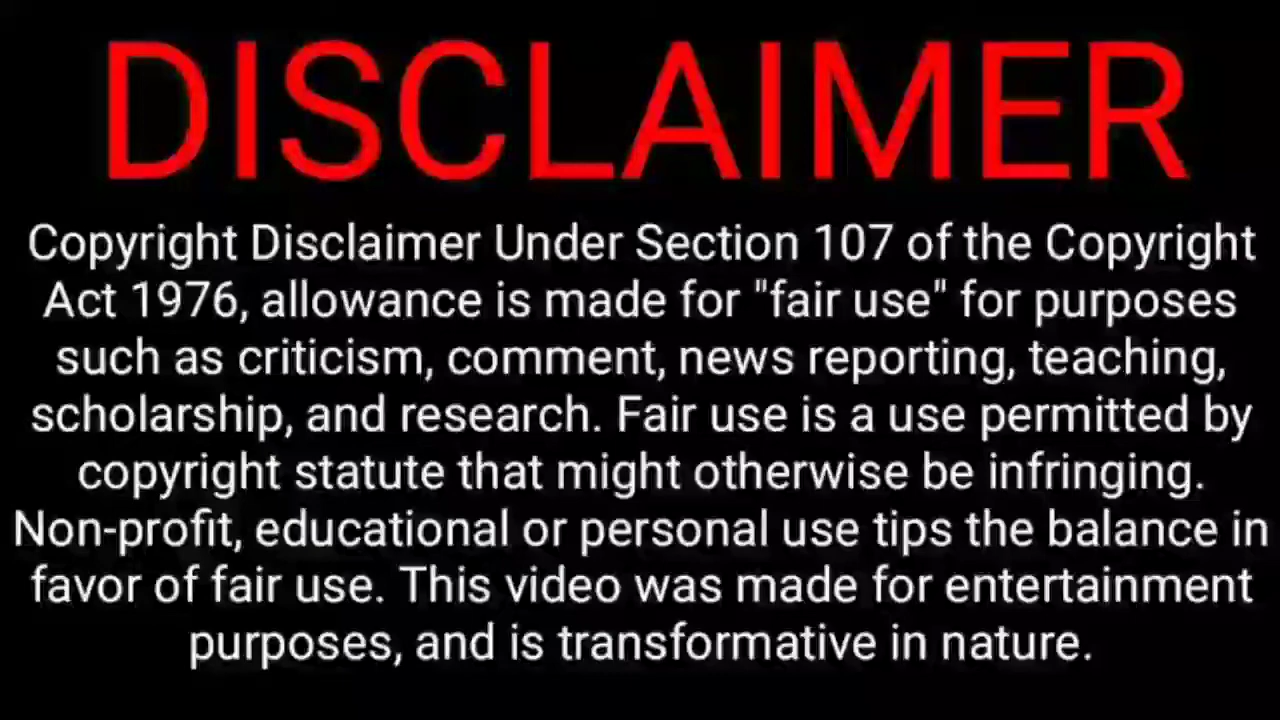 DISCLAIMER
Copyright Disclaimer Under Section 107 of the Copyright
Act 1976, allowance is made for "fair use" for purposes
such as criticism, comment, news reporting, teaching,
scholarship, and research. Fair use is a use permitted by
copyright statute that might otherwise be infringing.
Non-profit, educational or personal use tips the balance in
favor of fair use. This video was made for entertainment
purposes, and is transformative in nature.